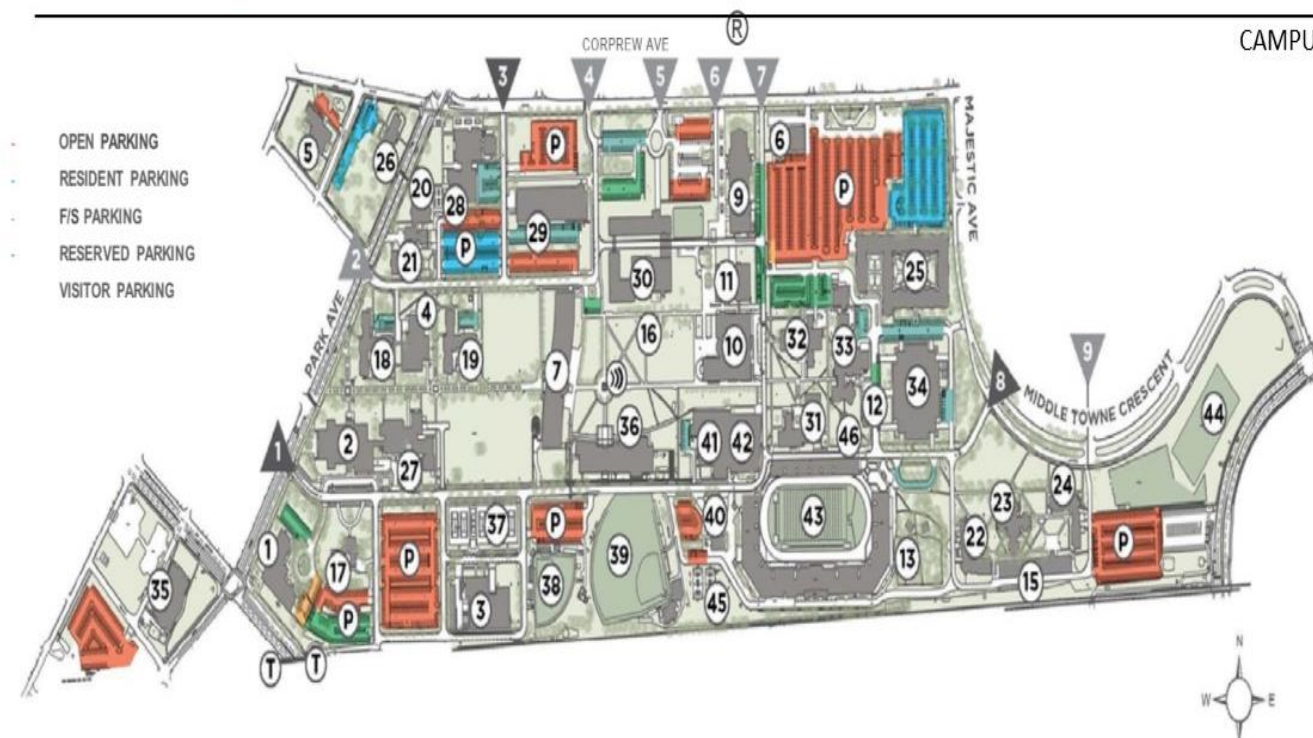 ®
CORPREW AVE
CAMPU
3 4 5 6 7
OPEN PARKING
RESIDENT PARKING
F/S PARKING
RESERVED PARKING
VISITOR PARKING
MAJESTIC AVE
5
26
20
28
P
29
9
6
P
2
21
P
30
11
25
PARK AVE
4
18
19
7
16
10
32
33
34
8
9
MIDDLE TOWNE CRESCENT
44
12
31
46
36
41
42
1
2
27
24
23
22
37
P
40
43
13
15
P
1
17
P
P
3
38
39
45
35
T
T
N
W
E
S